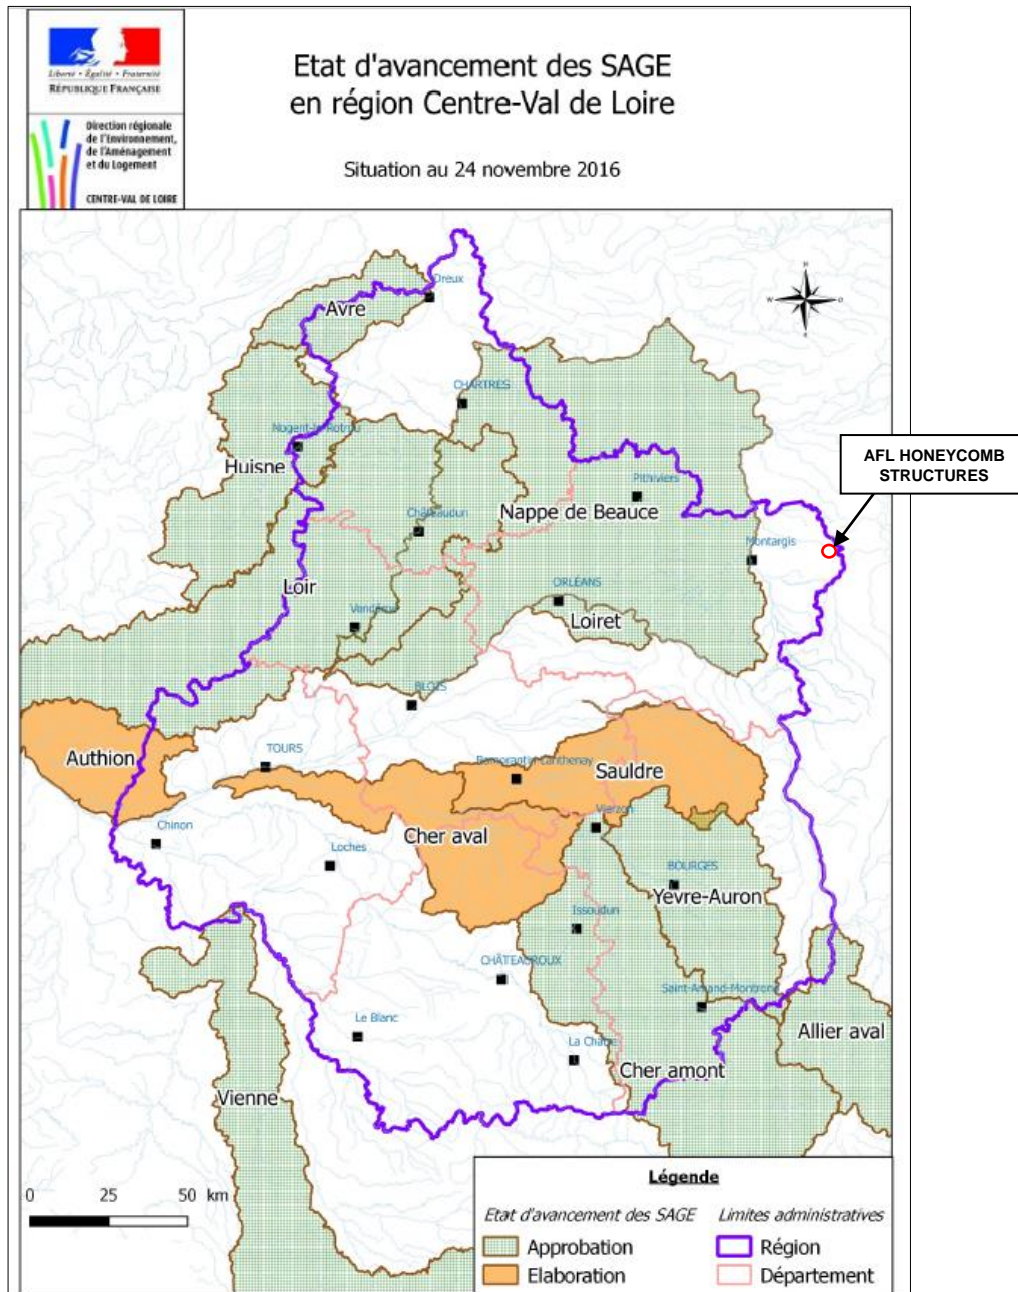 Liberté • Égalité • Fraternité
RÉPUBLIQUE FRANÇAISE
Direction régionale
de l'Environnement,
de l'Aménagement
et du Logement
CENTRE-VAL DE LOIRE
Etat d'avancement des SAGE
en région Centre-Val de Loire
Situation au 24 novembre 2016
N
W
O
S
Dreux
Avre
CHARTRES
Nogent-le-Rotrou
Huisne
AFL HONEYCOMB
STRUCTURES
Pithiviers
Nappe de Beauce
Châteaudun
Montargis
Loir
ORLÉANS
Vendôme
Loiret
BLOIS
Authion
TOURS
Romorantin-Lanthenay
Sauldre
Chinon
Vierzon
Cher aval
Loches
BOURGES
Yèvre-Auron
Issoudun
CHÂTEAUROUX
Saint-Amand-Montrond
Le Blanc
Allier aval
La Châtre
Cher amont
Vienne
0 25 50 km
Légende
Etat d'avancement des SAGE
Limites administratives
Approbation
Région
Elaboration
Département